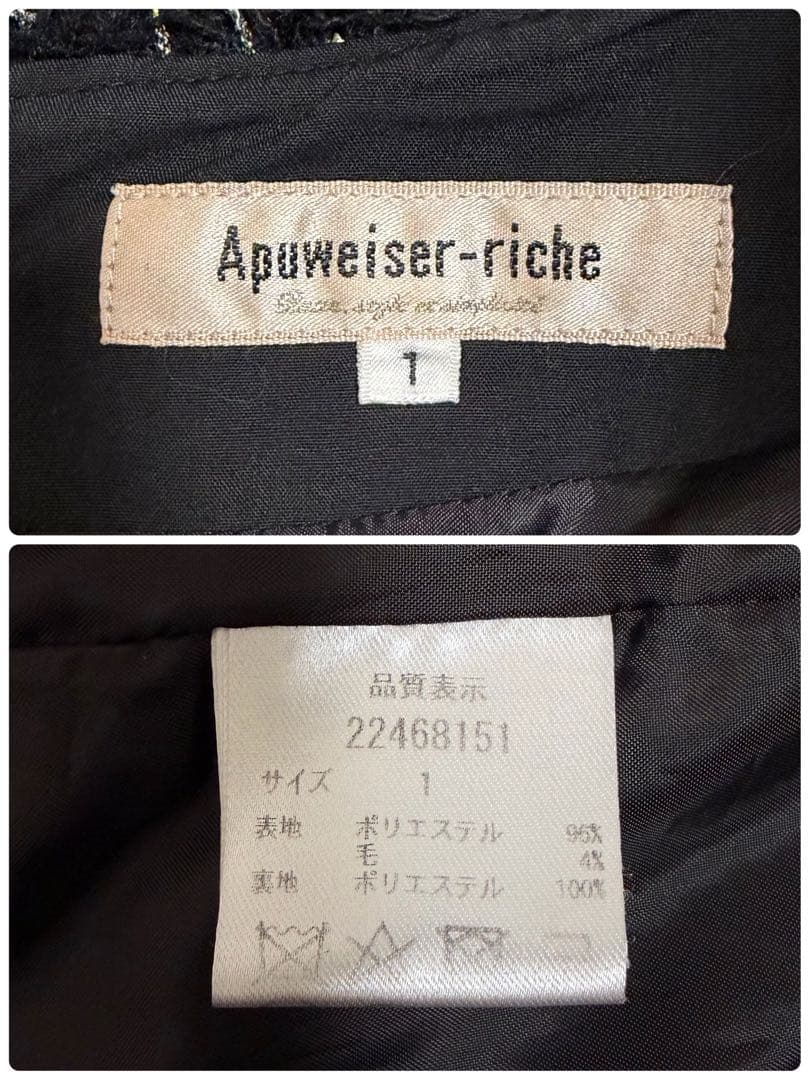 Apuweiser-riche
1
品質表示
22468151
サイズ 1
表地 ポリエステル 96%
毛 4%
裏地 ポリエステル 100%